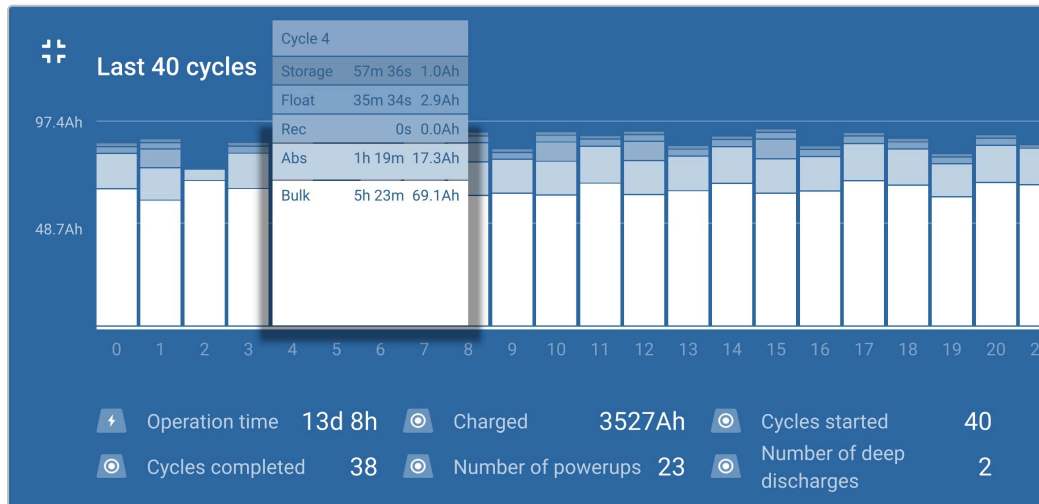 Cycle 4
Last 40 cycles
Storage 57m 36s 1.0Ah
Float 35m 34s 2.9Ah
97.4Ah
Rec 0s 0.0Ah
Abs 1h 19m 17.3Ah
Bulk 5h 23m 69.1Ah
48.7Ah
0 1 2 3 4 5 6 7 8 9 10 11 12 13 14 15 16 17 18 19 20
Operation time 13d 8h Charged 3527Ah Cycles started 40
Cycles completed 38 Number of powerups 23 Number of deep
discharges 2